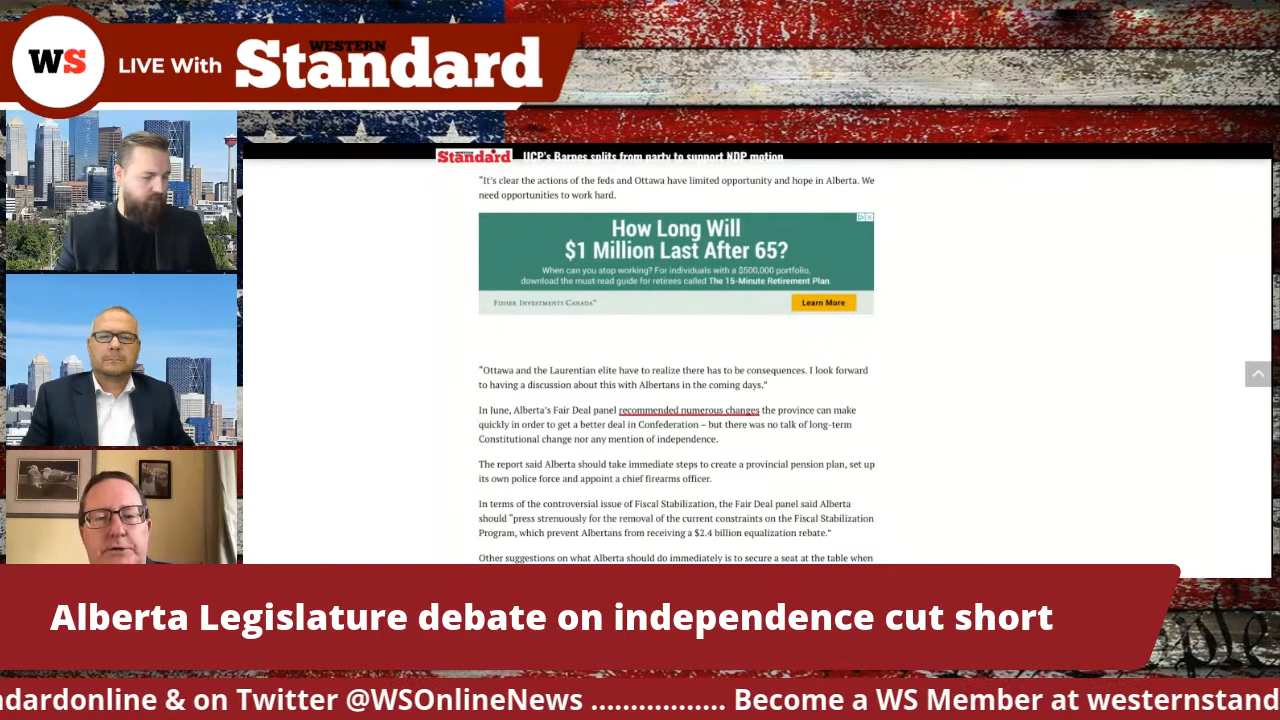 WS
LIVE With
WESTERN
Standard
Standard
UCP's Barnes splits from party to support NDP motion
“It's clear the actions of the feds and Ottawa have limited opportunity and hope in Alberta. We
need opportunities to work hard.
How Long Will
$1 Million Last After 65?
When can you stop working? For individuals with a $500,000 portfolio,
download the must-read guide for retirees called The 15-Minute Retirement Plan.
FISHER INVESTMENTS CANADA
Learn More
“Ottawa and the Laurentian elite have to realize there has to be consequences. I look forward
to having a discussion about this with Albertans in the coming days.”
In June, Alberta's Fair Deal panel recommended numerous changes the province can make
quickly in order to get a better deal in Confederation – but there was no talk of long-term
Constitutional change nor any mention of independence.
The report said Alberta should take immediate steps to create a provincial pension plan, set up
its own police force and appoint a chief firearms officer.
In terms of the controversial issue of Fiscal Stabilization, the Fair Deal panel said Alberta
should “press strenuously for the removal of the current constraints on the Fiscal Stabilization
Program, which prevent Albertans from receiving a $2.4 billion equalization rebate.”
Other suggestions on what Alberta should do immediately is to secure a seat at the table when
Alberta Legislature debate on independence cut short
ndardonline & on Twitter @WSOnlineNews ................. Become a WS Member at westernstand